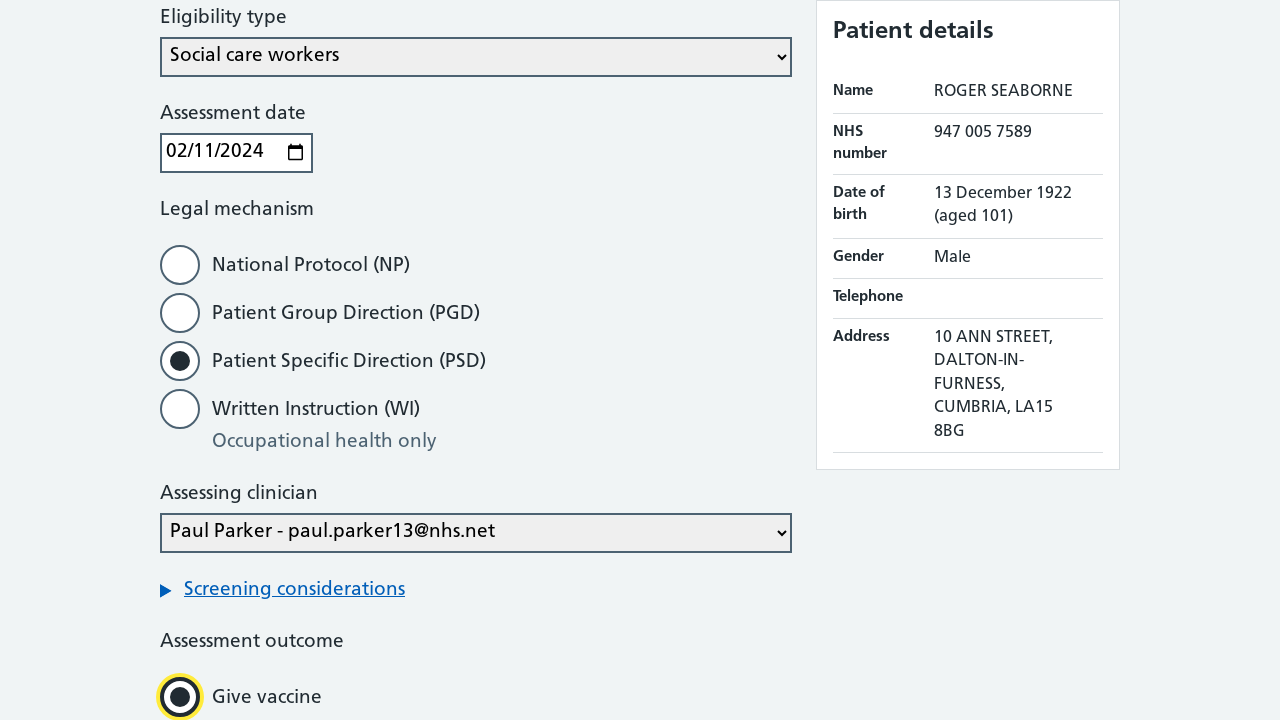 Eligibility type
Social care workers
Assessment date
02/11/2024
Legal mechanism
National Protocol (NP)
Patient Group Direction (PGD)
Patient Specific Direction (PSD)
Written Instruction (WI)
Occupational health only
Assessing clinician
Paul Parker - paul.parker13@nhs.net
Screening considerations
Assessment outcome
Give vaccine
Patient details
Name ROGER SEABORNE
NHS number 947 005 7589
Date of birth 13 December 1922 (aged 101)
Gender Male
Telephone
Address 10 ANN STREET,
DALTON-IN-
FURNESS,
CUMBRIA, LA15
8BG